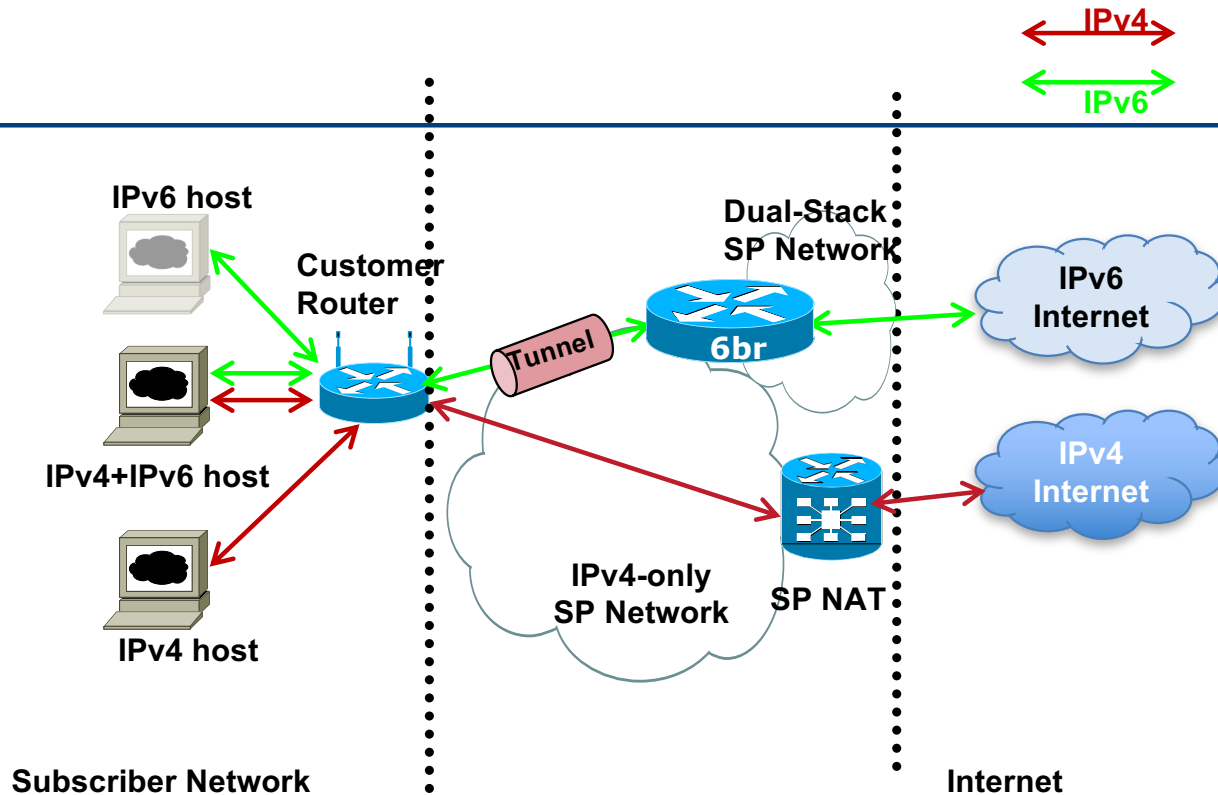 IPv4
IPv6
IPv6 host
Dual-Stack
SP Network
Customer
Router
IPv6
Internet
Tunnel
6br
IPv4+IPv6 host
IPv4
Internet
IPv4-only
SP Network
SP NAT
IPv4 host
Subscriber Network
Internet